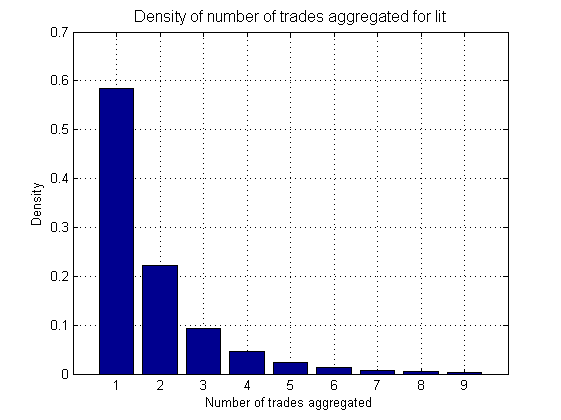 Density of number of trades aggregated for lit
0.7
0.6
0.5
0.4
0.3
0.2
0.1
0
Density
1 2 3 4 5 6 7 8 9
Number of trades aggregated